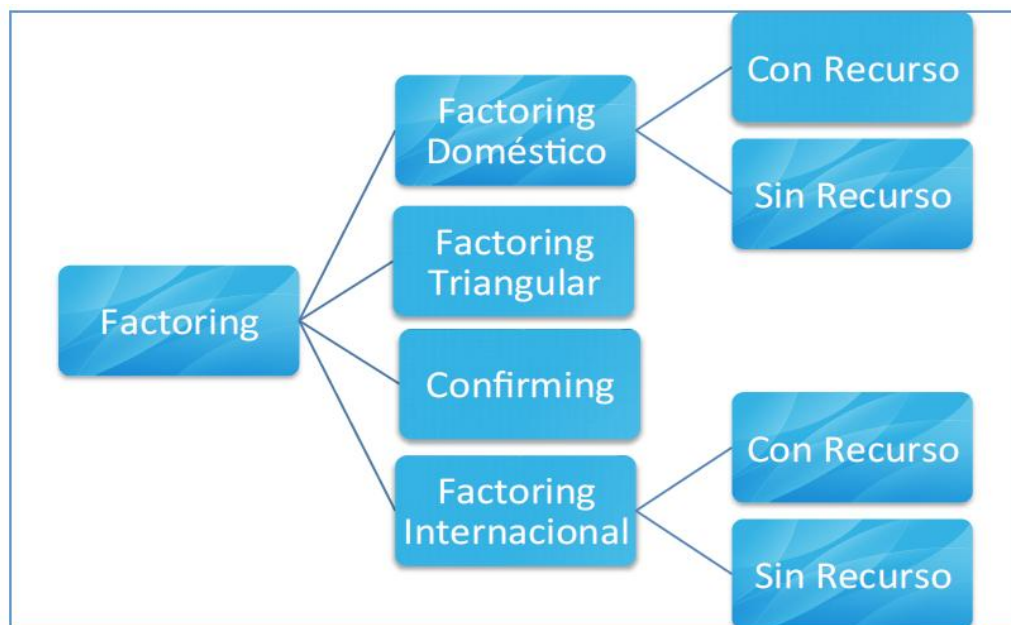 Factoring
Factoring
Doméstico
Con Recurso
Sin Recurso
Factoring
Triangular
Confirming
Factoring
Internacional
Con Recurso
Sin Recurso